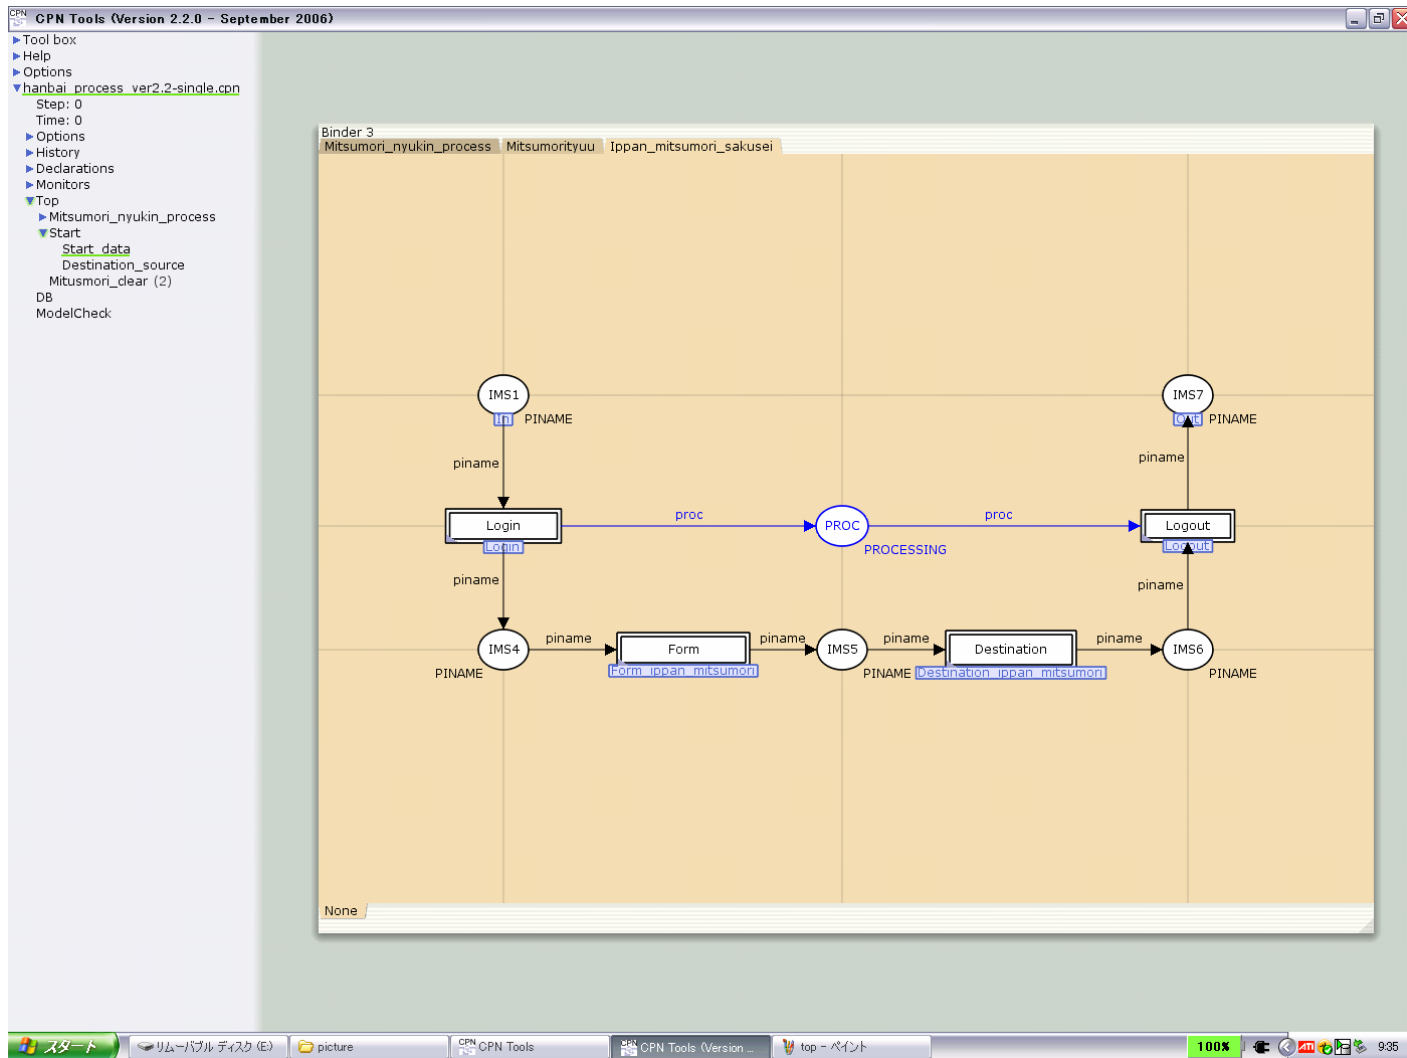 CPN Tools (Version 2.2.0 - September 2006)
Tool box
Help
Options
hanbai_process_ver2.2-single.cpn
Step: 0
Time: 0
Options
History
Declarations
Monitors
Top
Mitsumori_nyukin_process
Start
Start_data
Destination_source
Mitusmori_clear (2)
DB
ModelCheck
Binder 3
Mitsumori_nyukin_process Mitsumorityuu Ippan_mitsumori_sakusei
IMS1 IMS7
In PINAME Out PINAME
piname piname
Login proc PROC proc Logout
Login PROCESSING Logout
piname piname
IMS4 piname Form piname IMS5 piname Destination piname IMS6
PINAME Form_ippan_mitsumori PINAME Destination_ippan_mitsumori PINAME
None
スタート リムーバブル ディスク (E:) picture CPN CPN Tools CPN CPN Tools (Version ... top - ペイント 100% ATI 9:35